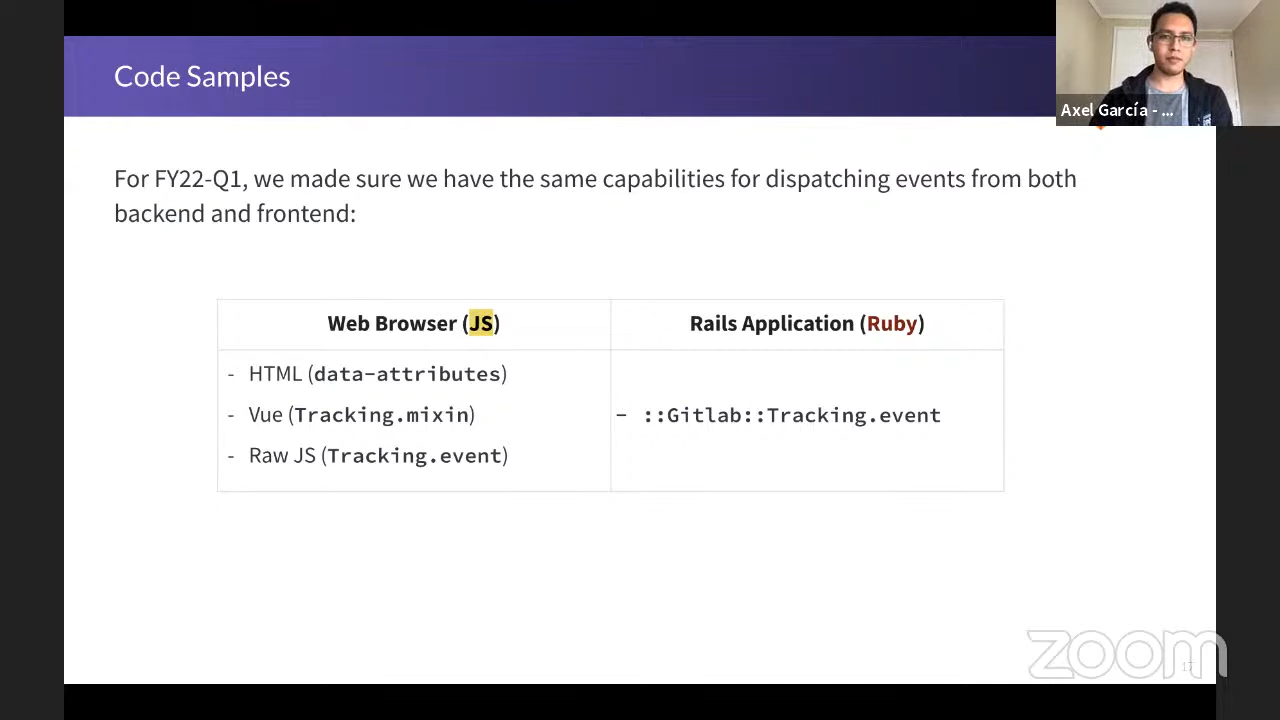 Code Samples
Axel García - ...
For FY22-Q1, we made sure we have the same capabilities for dispatching events from both
backend and frontend:
Web Browser (JS)
Rails Application (Ruby)
- HTML (data-attributes)
- Vue (Tracking.mixin)
- Raw JS (Tracking.event)
- ::Gitlab::Tracking.event
zoom
17